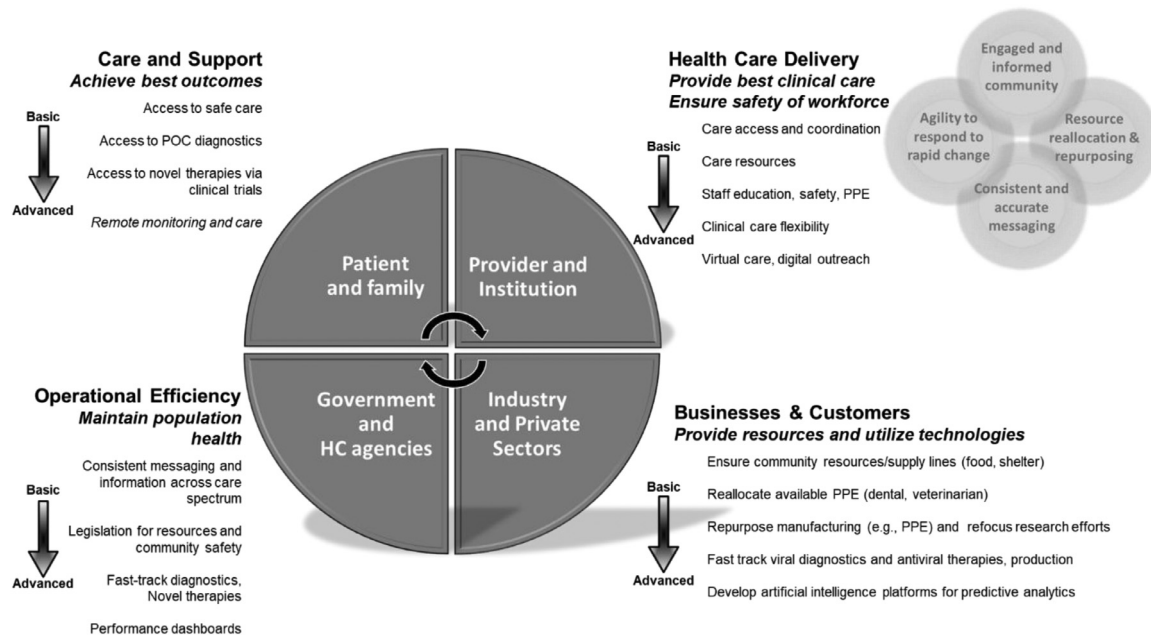 Care and Support
Achieve best outcomes
Basic
Advanced
Access to safe care
Access to POC diagnostics
Access to novel therapies via
clinical trials
Remote monitoring and care
Health Care Delivery
Provide best clinical care
Ensure safety of workforce
Basic
Advanced
Care access and coordination
Care resources
Staff education, safety, PPE
Clinical care flexibility
Virtual care, digital outreach
Engaged and
informed
community
Agility to
respond to
rapid change
Resource
reallocation &
repurposing
Consistent and
accurate
messaging
Patient
and family
Provider and
Institution
Government
and
HC agencies
Industry
and Private
Sectors
Operational Efficiency
Maintain population
health
Basic
Advanced
Consistent messaging and
information across care
spectrum
Legislation for resources and
community safety
Fast-track diagnostics,
Novel therapies
Performance dashboards
Businesses & Customers
Provide resources and utilize technologies
Basic
Advanced
Ensure community resources/supply lines (food, shelter)
Reallocate available PPE (dental, veterinarian)
Repurpose manufacturing (e.g., PPE) and refocus research efforts
Fast track viral diagnostics and antiviral therapies, production
Develop artificial intelligence platforms for predictive analytics